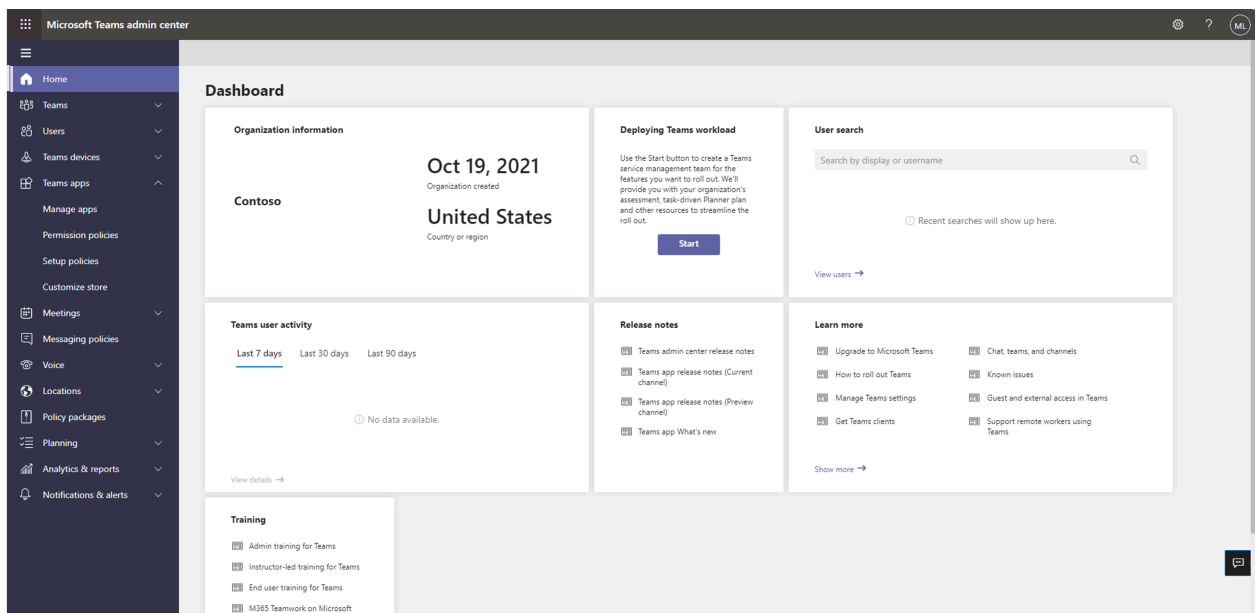 Microsoft Teams admin center
?
ML
Home
Teams
Users
Teams devices
Teams apps
Manage apps
Permission policies
Setup policies
Customize store
Meetings
Messaging policies
Voice
Locations
Policy packages
Planning
Analytics & reports
Notifications & alerts
Dashboard
Organization information
Contoso
Oct 19, 2021
Organization created
United States
Country or region
Deploying Teams workload
Use the Start button to create a Teams
service management team for the
features you want to roll out. We'll
provide you with your organization's
assessment, task-driven Planner plan
and other resources to streamline the
roll out.
Start
User search
Search by display or username
Recent searches will show up here.
View users →
Teams user activity
Last 7 days Last 30 days Last 90 days
No data available.
View details →
Release notes
Teams admin center release notes
Teams app release notes (Current
channel)
Teams app release notes (Preview
channel)
Teams app What's new
Learn more
Upgrade to Microsoft Teams
How to roll out Teams
Manage Teams settings
Get Teams clients
Chat, teams, and channels
Known issues
Guest and external access in Teams
Support remote workers using
Teams
Show more →
Training
Admin training for Teams
Instructor-led training for Teams
End user training for Teams
M365 Teamwork on Microsoft